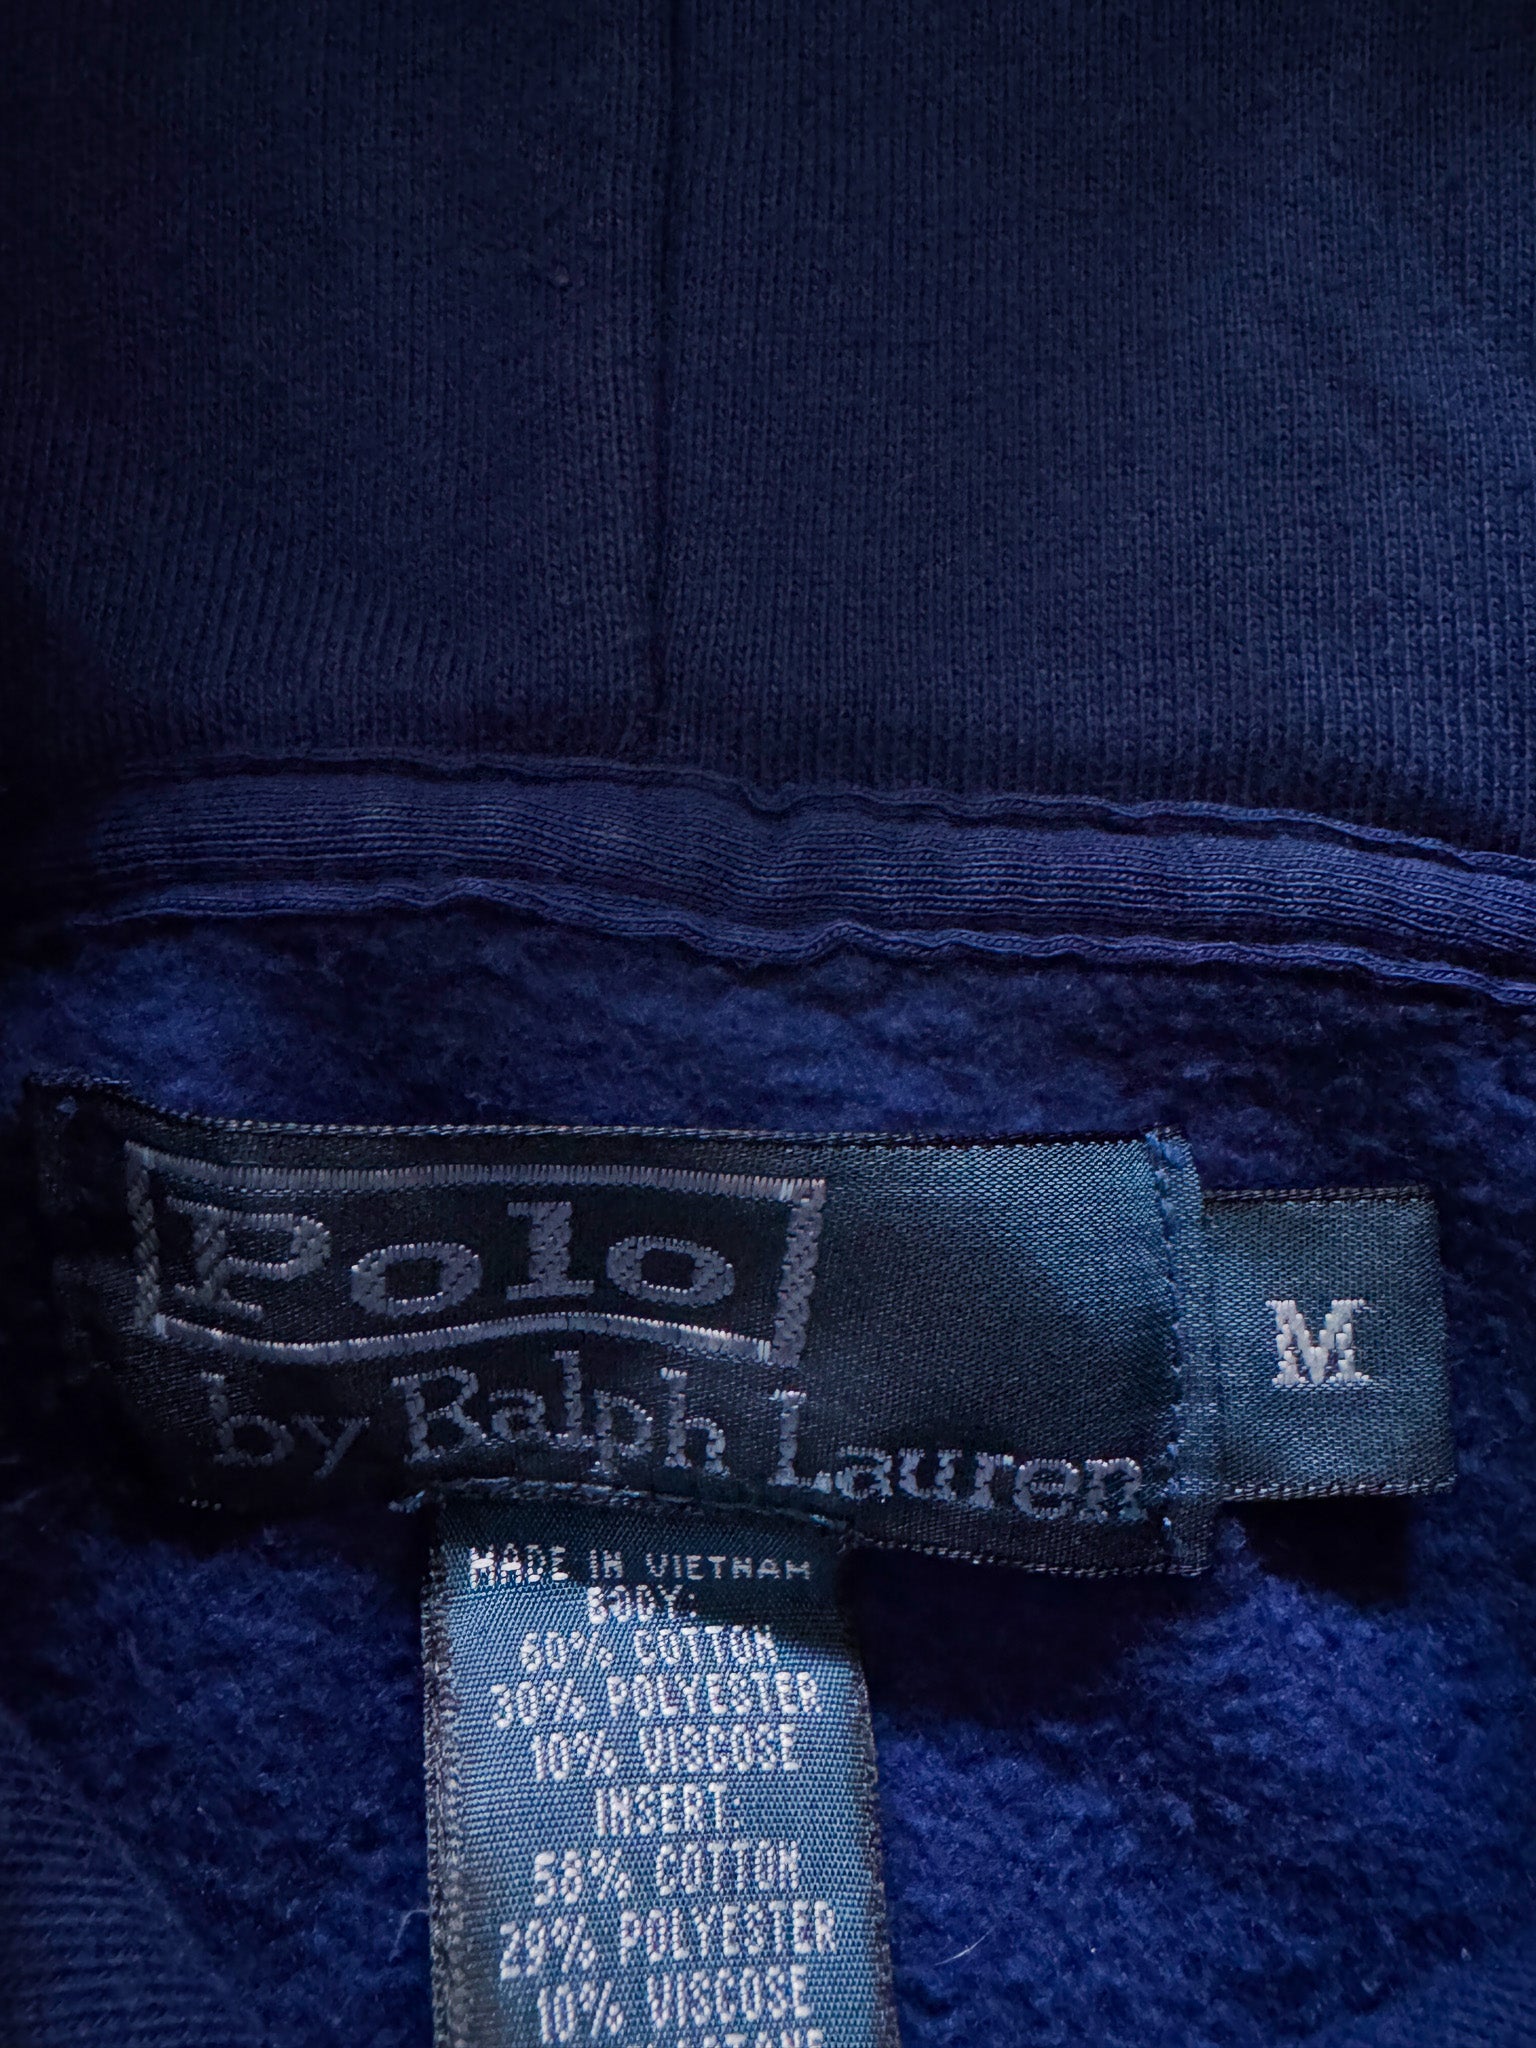 Polo
by Ralph Lauren
M
MADE IN VIETNAM
BODY:
60% COTTON
30% POLYESTER
10% VISCOSE
INSERT:
58% COTTON
29% POLYESTER
10% VISCOSE